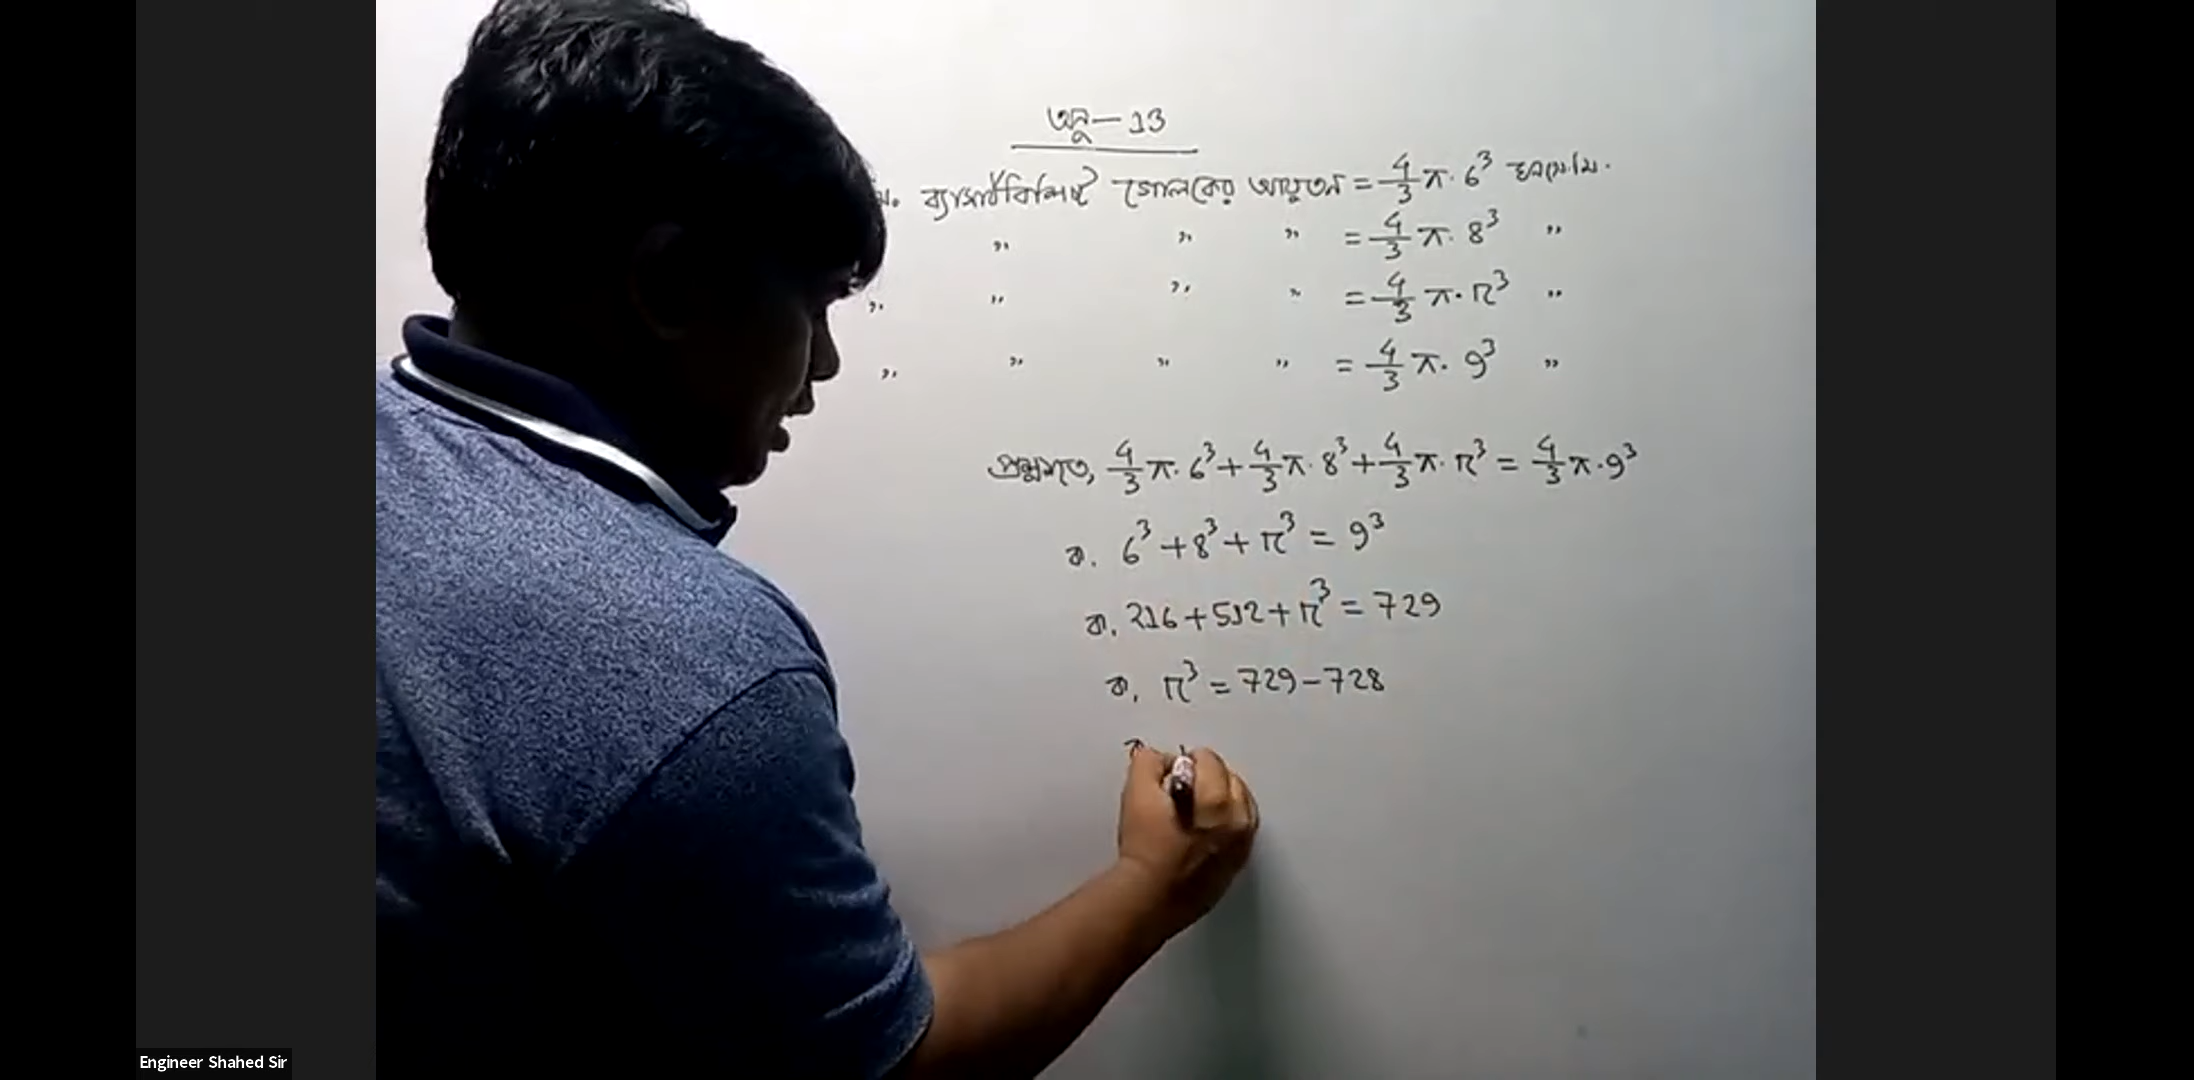 অনু — 13
মি. ব্যাসার্ধবিশিষ্ট গোলকের আয়তন = 4/3 π. 6³ ঘনসেমি.
" " " = 4/3 π. 8³ "
" " " " = 4/3 π. r³ "
" " " " = 4/3 π. 9³ "
প্রশ্নমতে, 4/3 π. 6³ + 4/3 π. 8³ + 4/3 π. r³ = 4/3 π. 9³
বা, 6³ + 8³ + r³ = 9³
বা, 216 + 512 + r³ = 729
বা, r³ = 729 − 728
Engineer Shahed Sir